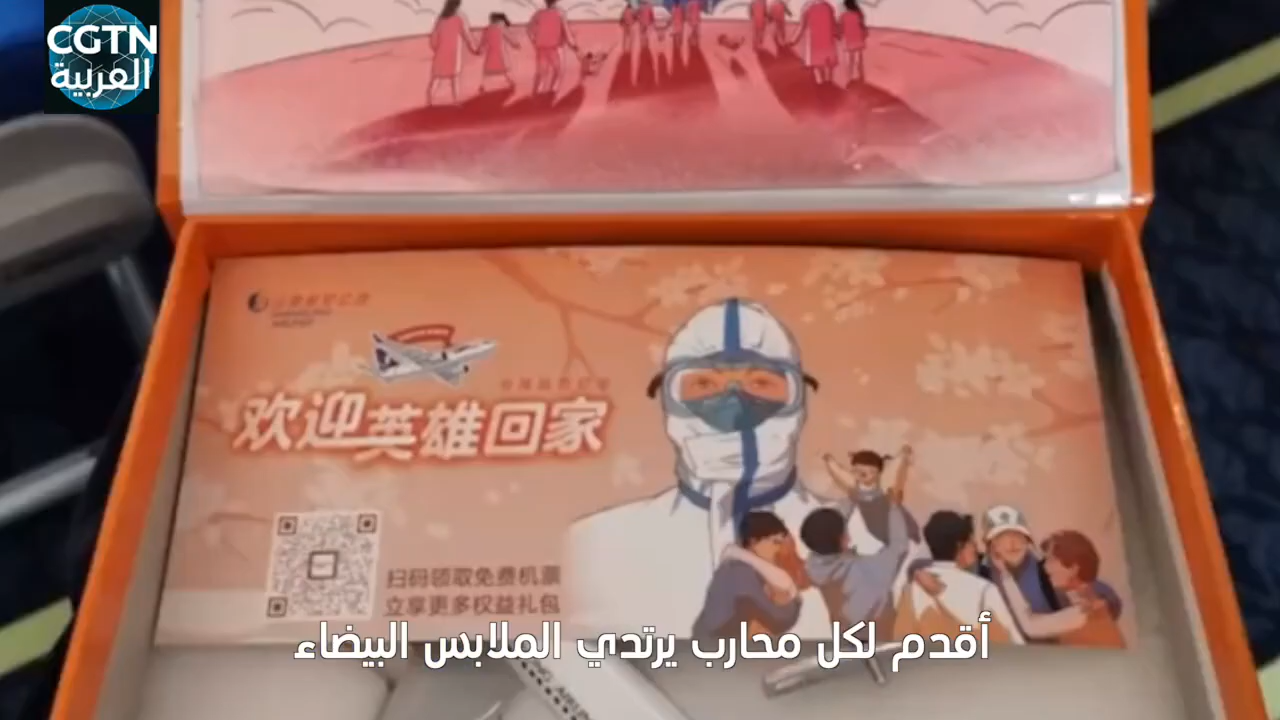 CGTN
العربية
欢迎英雄回家
扫码领取免费机票
立享更多权益礼包
أقدم لكل محارب يرتدي الملابس البيضاء